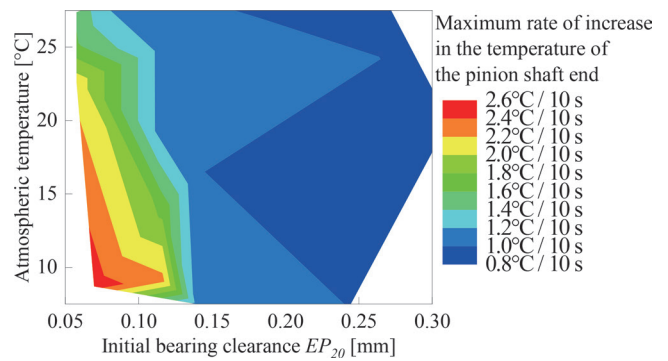 Maximum rate of increase
in the temperature of
the pinion shaft end
2.6℃/ 10 s
2.4℃/ 10 s
2.2℃/ 10 s
2.0℃/ 10 s
1.8℃/ 10 s
1.6℃/ 10 s
1.4℃/ 10 s
1.2℃/ 10 s
1.0℃/ 10 s
0.8℃/ 10 s
Atmospheric temperature [℃]
25
20
15
10
0.05 0.10 0.15 0.20 0.25 0.30
Initial bearing clearance EP20 [mm]